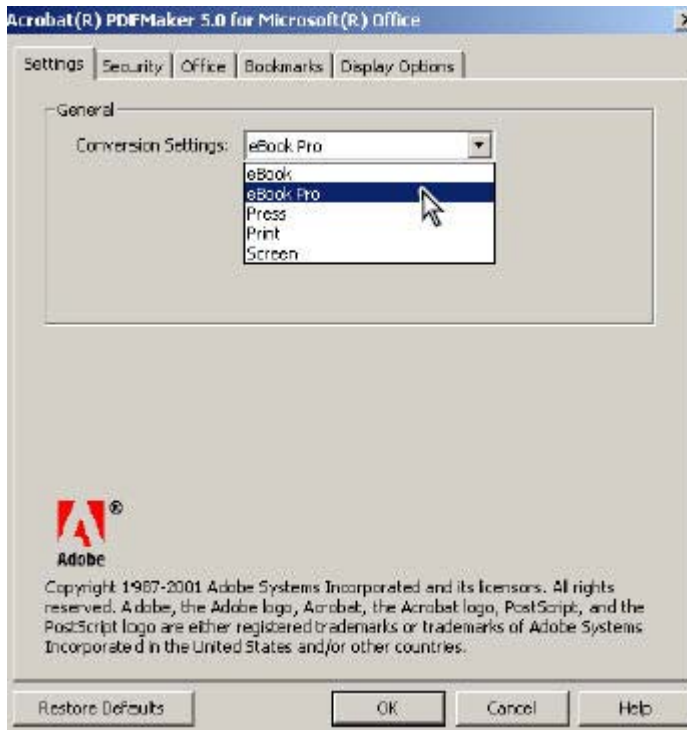 Acrobat(R) PDFMaker 5.0 for Microsoft(R) Office
Settings Security Office Bookmarks Display Options
General
Conversion Settings: eBook Pro
eBook
eBook Pro
Press
Print
Screen
®
Adobe
Copyright 1987-2001 Adobe Systems Incorporated and its licensors. All rights
reserved. Adobe, the Adobe logo, Acrobat, the Acrobat logo, PostScript, and the
PostScript logo are either registered trademarks or trademarks of Adobe Systems
Incorporated in the United States and/or other countries.
Restore Defaults OK Cancel Help